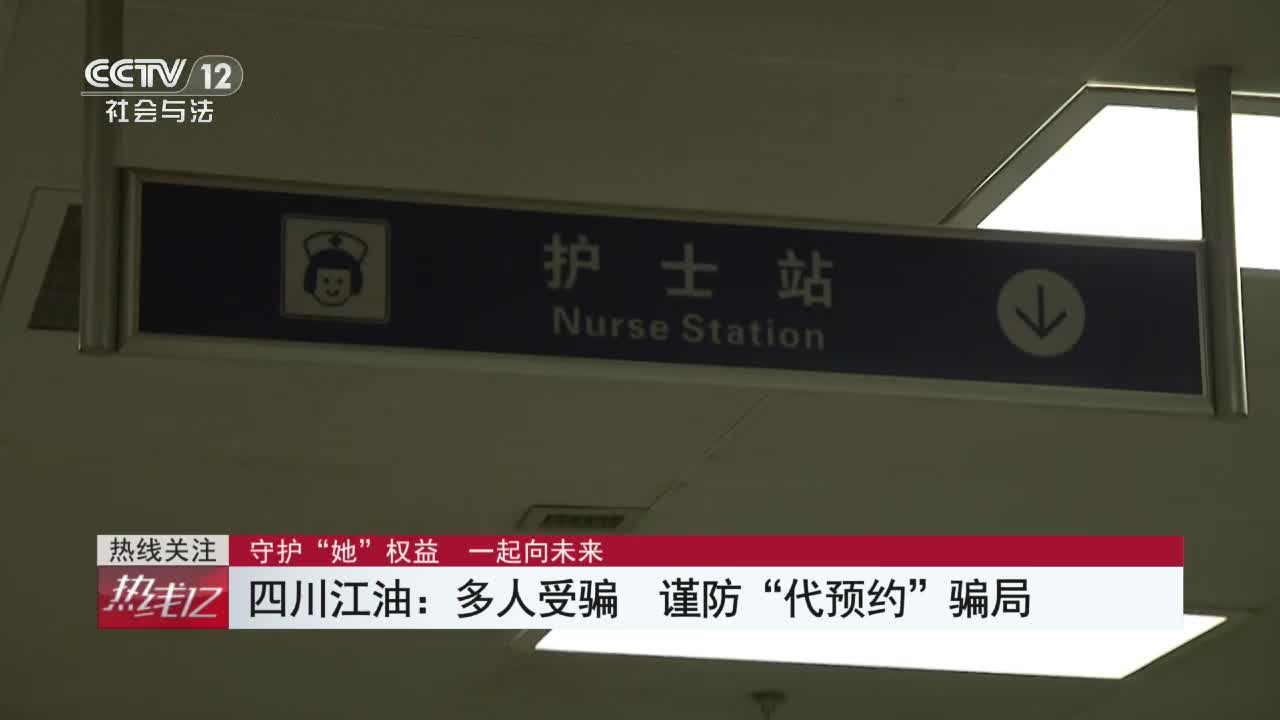 CCTV 12
社会与法
护士站
Nurse Station
热线关注
守护“她”权益 一起向未来
热线12
四川江油：多人受骗 谨防“代预约”骗局